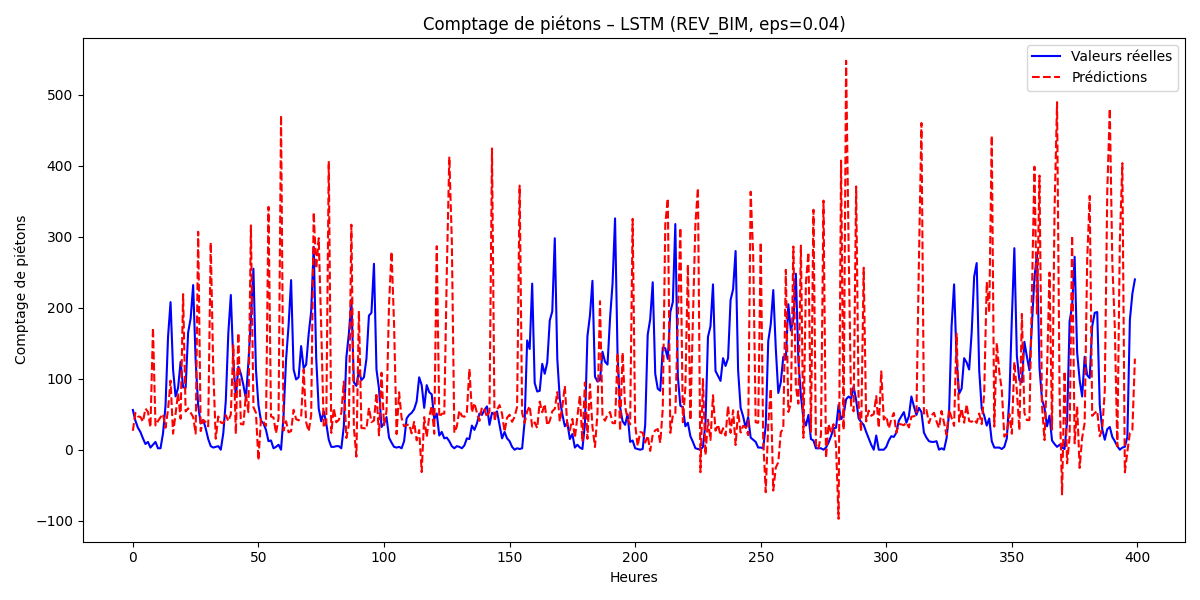 Comptage de piétons – LSTM (REV_BIM, eps=0.04)
Valeurs réelles
Prédictions
Comptage de piétons
500
400
300
200
100
0
−100
0 50 100 150 200 250 300 350 400
Heures